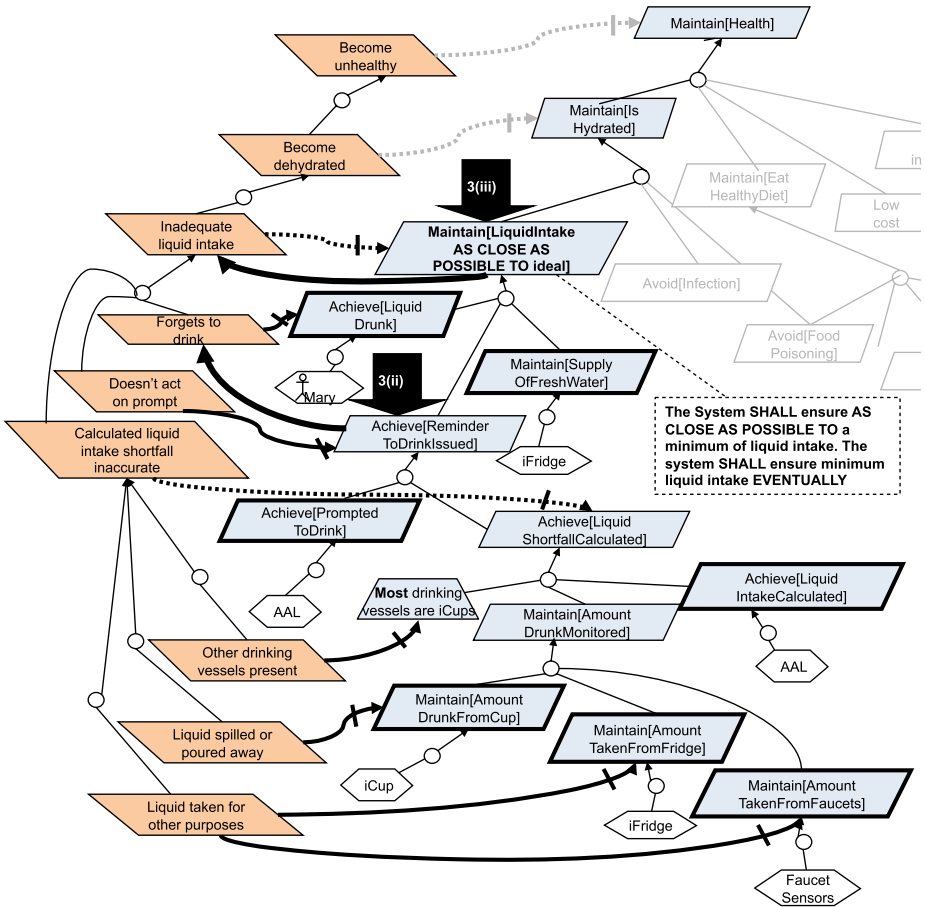 Maintain[Health]
Become
unhealthy
Maintain[Is
Hydrated]
Become
dehydrated
in
Maintain[Eat
HealthyDiet]
Low
cost
3(iii)
Inadequate
liquid intake
Maintain[LiquidIntake
AS CLOSE AS
POSSIBLE TO ideal]
Avoid[Infection]
Avoid[Food
Poisoning]
Forgets to
drink
Achieve[Liquid
Drunk]
Mary
3(ii)
Maintain[Supply
OfFreshWater]
Doesn't act
on prompt
Achieve[Reminder
ToDrinkIssued]
iFridge
The System SHALL ensure AS
CLOSE AS POSSIBLE TO a
minimum of liquid intake. The
system SHALL ensure minimum
liquid intake EVENTUALLY
Calculated liquid
intake shortfall
inaccurate
Achieve[Prompted
ToDrink]
Achieve[Liquid
ShortfallCalculated]
AAL
Most drinking
vessels are iCups
Achieve[Liquid
IntakeCalculated]
Maintain[Amount
DrunkMonitored]
AAL
Other drinking
vessels present
Maintain[Amount
DrunkFromCup]
Liquid spilled or
poured away
Maintain[Amount
TakenFromFridge]
iCup
Maintain[Amount
TakenFromFaucets]
Liquid taken for
other purposes
iFridge
Faucet
Sensors